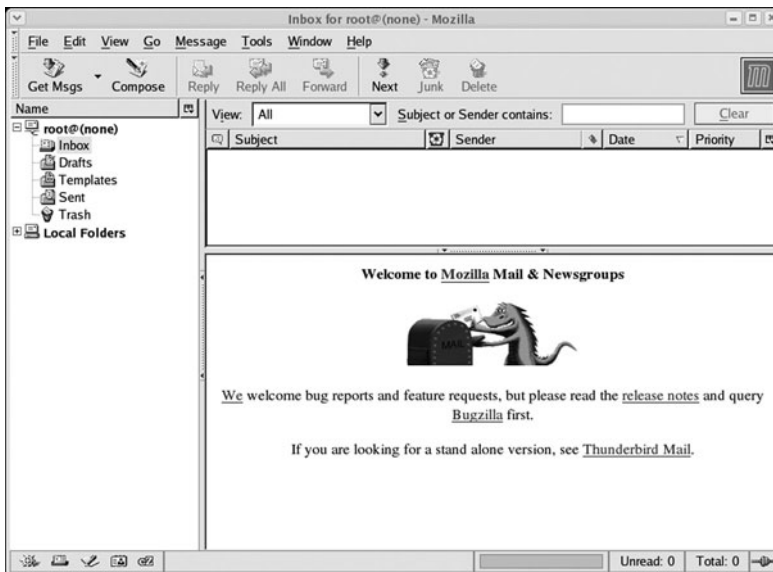 Inbox for root@(none) - Mozilla
File Edit View Go Message Tools Window Help
Get Msgs Compose Reply Reply All Forward Next Junk Delete
Name
View: All Subject or Sender contains: Clear
Subject Sender Date Priority
root@(none)
Inbox
Drafts
Templates
Sent
Trash
Local Folders
Welcome to Mozilla Mail & Newsgroups
MAIL
We welcome bug reports and feature requests, but please read the release notes and query
Bugzilla first.
If you are looking for a stand alone version, see Thunderbird Mail.
Unread: 0 Total: 0